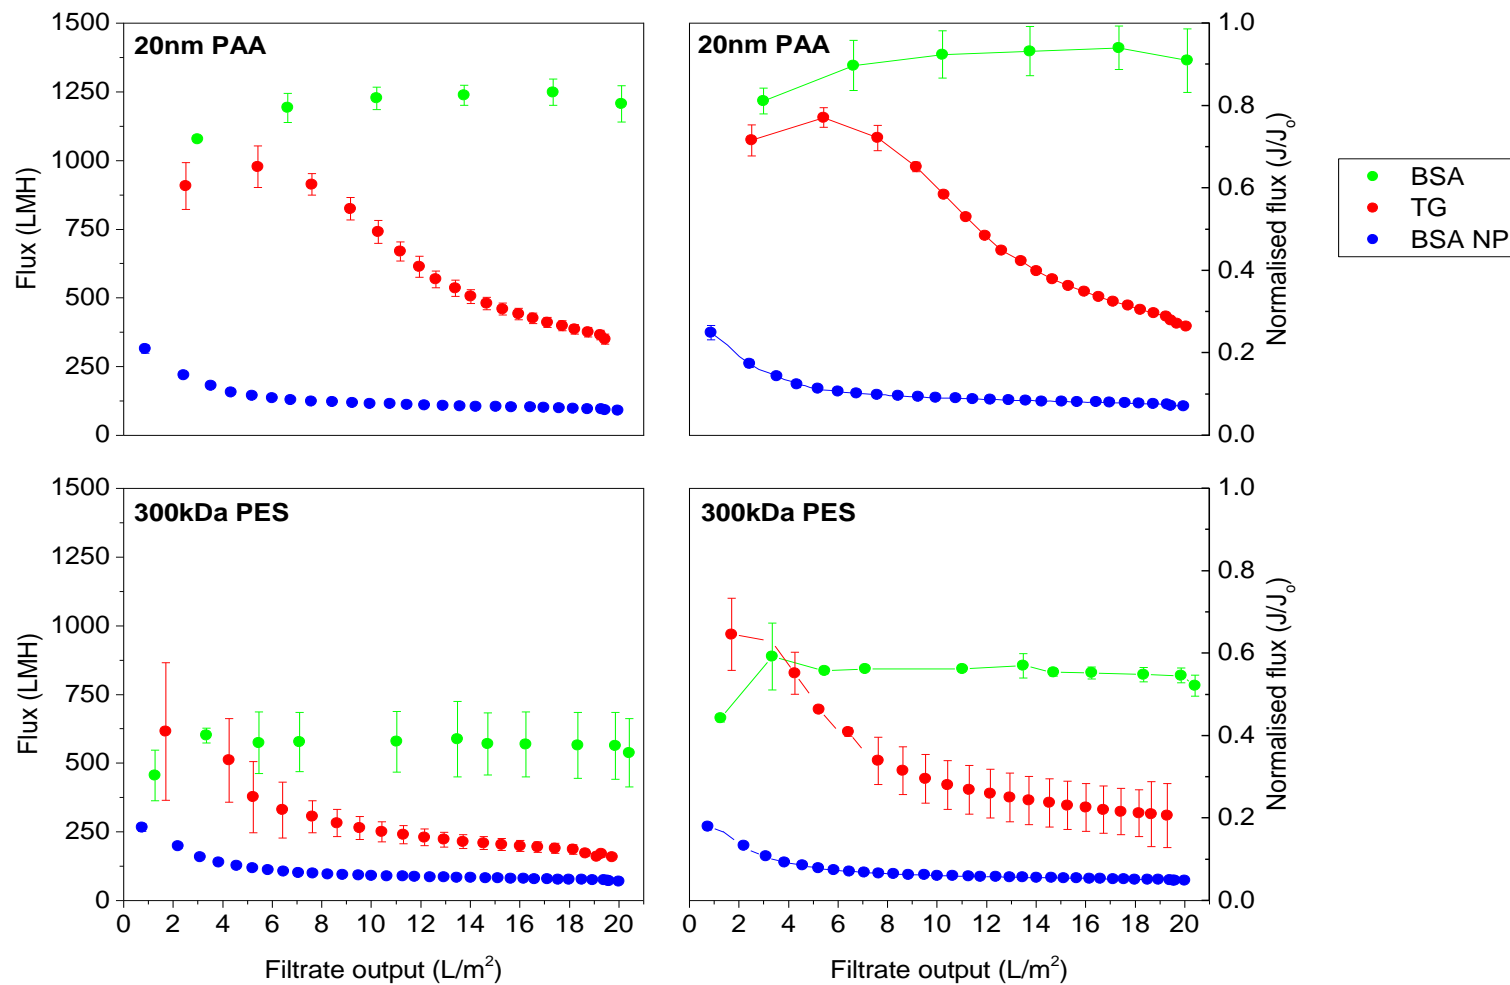 20nm PAA
1500
1250
1000
750
500
250
0
Flux (LMH)
20nm PAA
1.0
0.8
0.6
0.4
0.2
0.0
Normalised flux (J/Jo)
BSA
TG
BSA NP
300kDa PES
1500
1250
1000
750
500
250
0
Flux (LMH)
0 2 4 6 8 10 12 14 16 18 20
Filtrate output (L/m²)
300kDa PES
1.0
0.8
0.6
0.4
0.2
0.0
Normalised flux (J/Jo)
0 2 4 6 8 10 12 14 16 18 20
Filtrate output (L/m²)